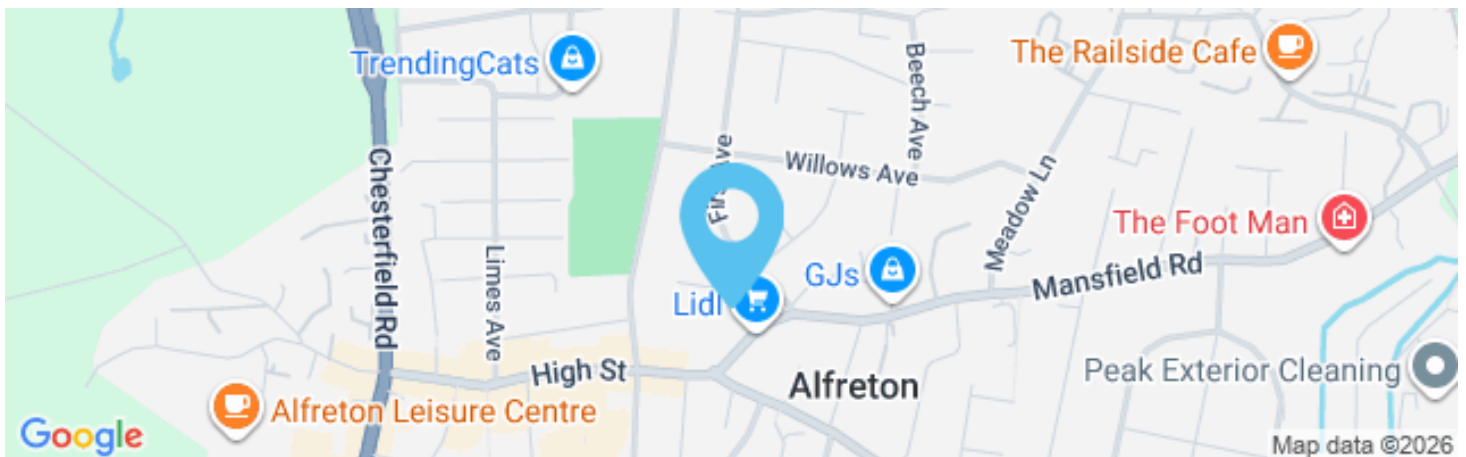 TrendingCats
Beech Ave
The Railside Cafe
Chesterfield Rd
Willows Ave
Meadow Ln
The Foot Man
Limes Ave
GJs
Mansfield Rd
Lidl
High St
Alfreton
Peak Exterior Cleaning
Alfreton Leisure Centre
Google
Map data ©2026